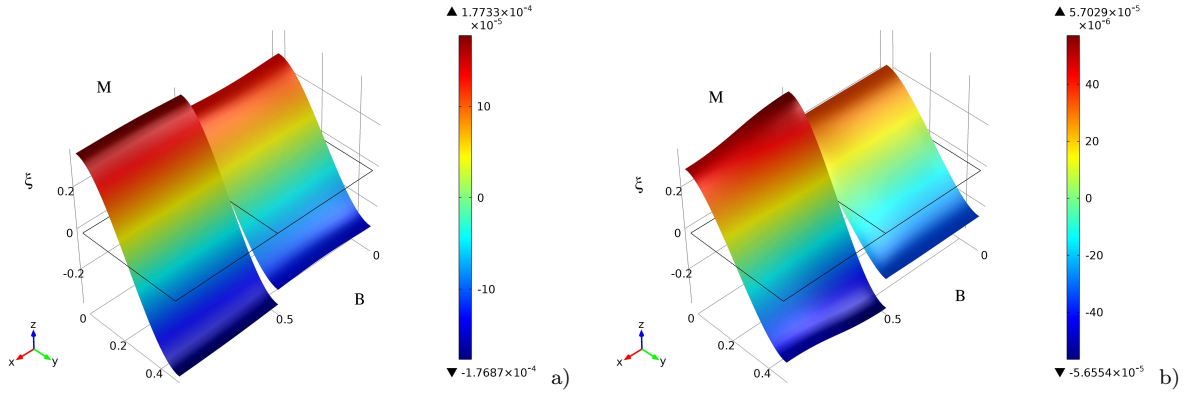 ▲ 1.7733×10⁻⁴
×10⁻⁵
M
10
ξ
0.2
0
0
-0.2
-10
B
0
0.5
0.2
0.4
z
x
y
▼ -1.7687×10⁻⁴
a)
▲ 5.7029×10⁻⁵
×10⁻⁶
M
40
20
ξ
0.2
0
0
-0.2
-20
B
0
0.5
-40
0.2
0.4
z
x
y
▼ -5.6554×10⁻⁵
b)